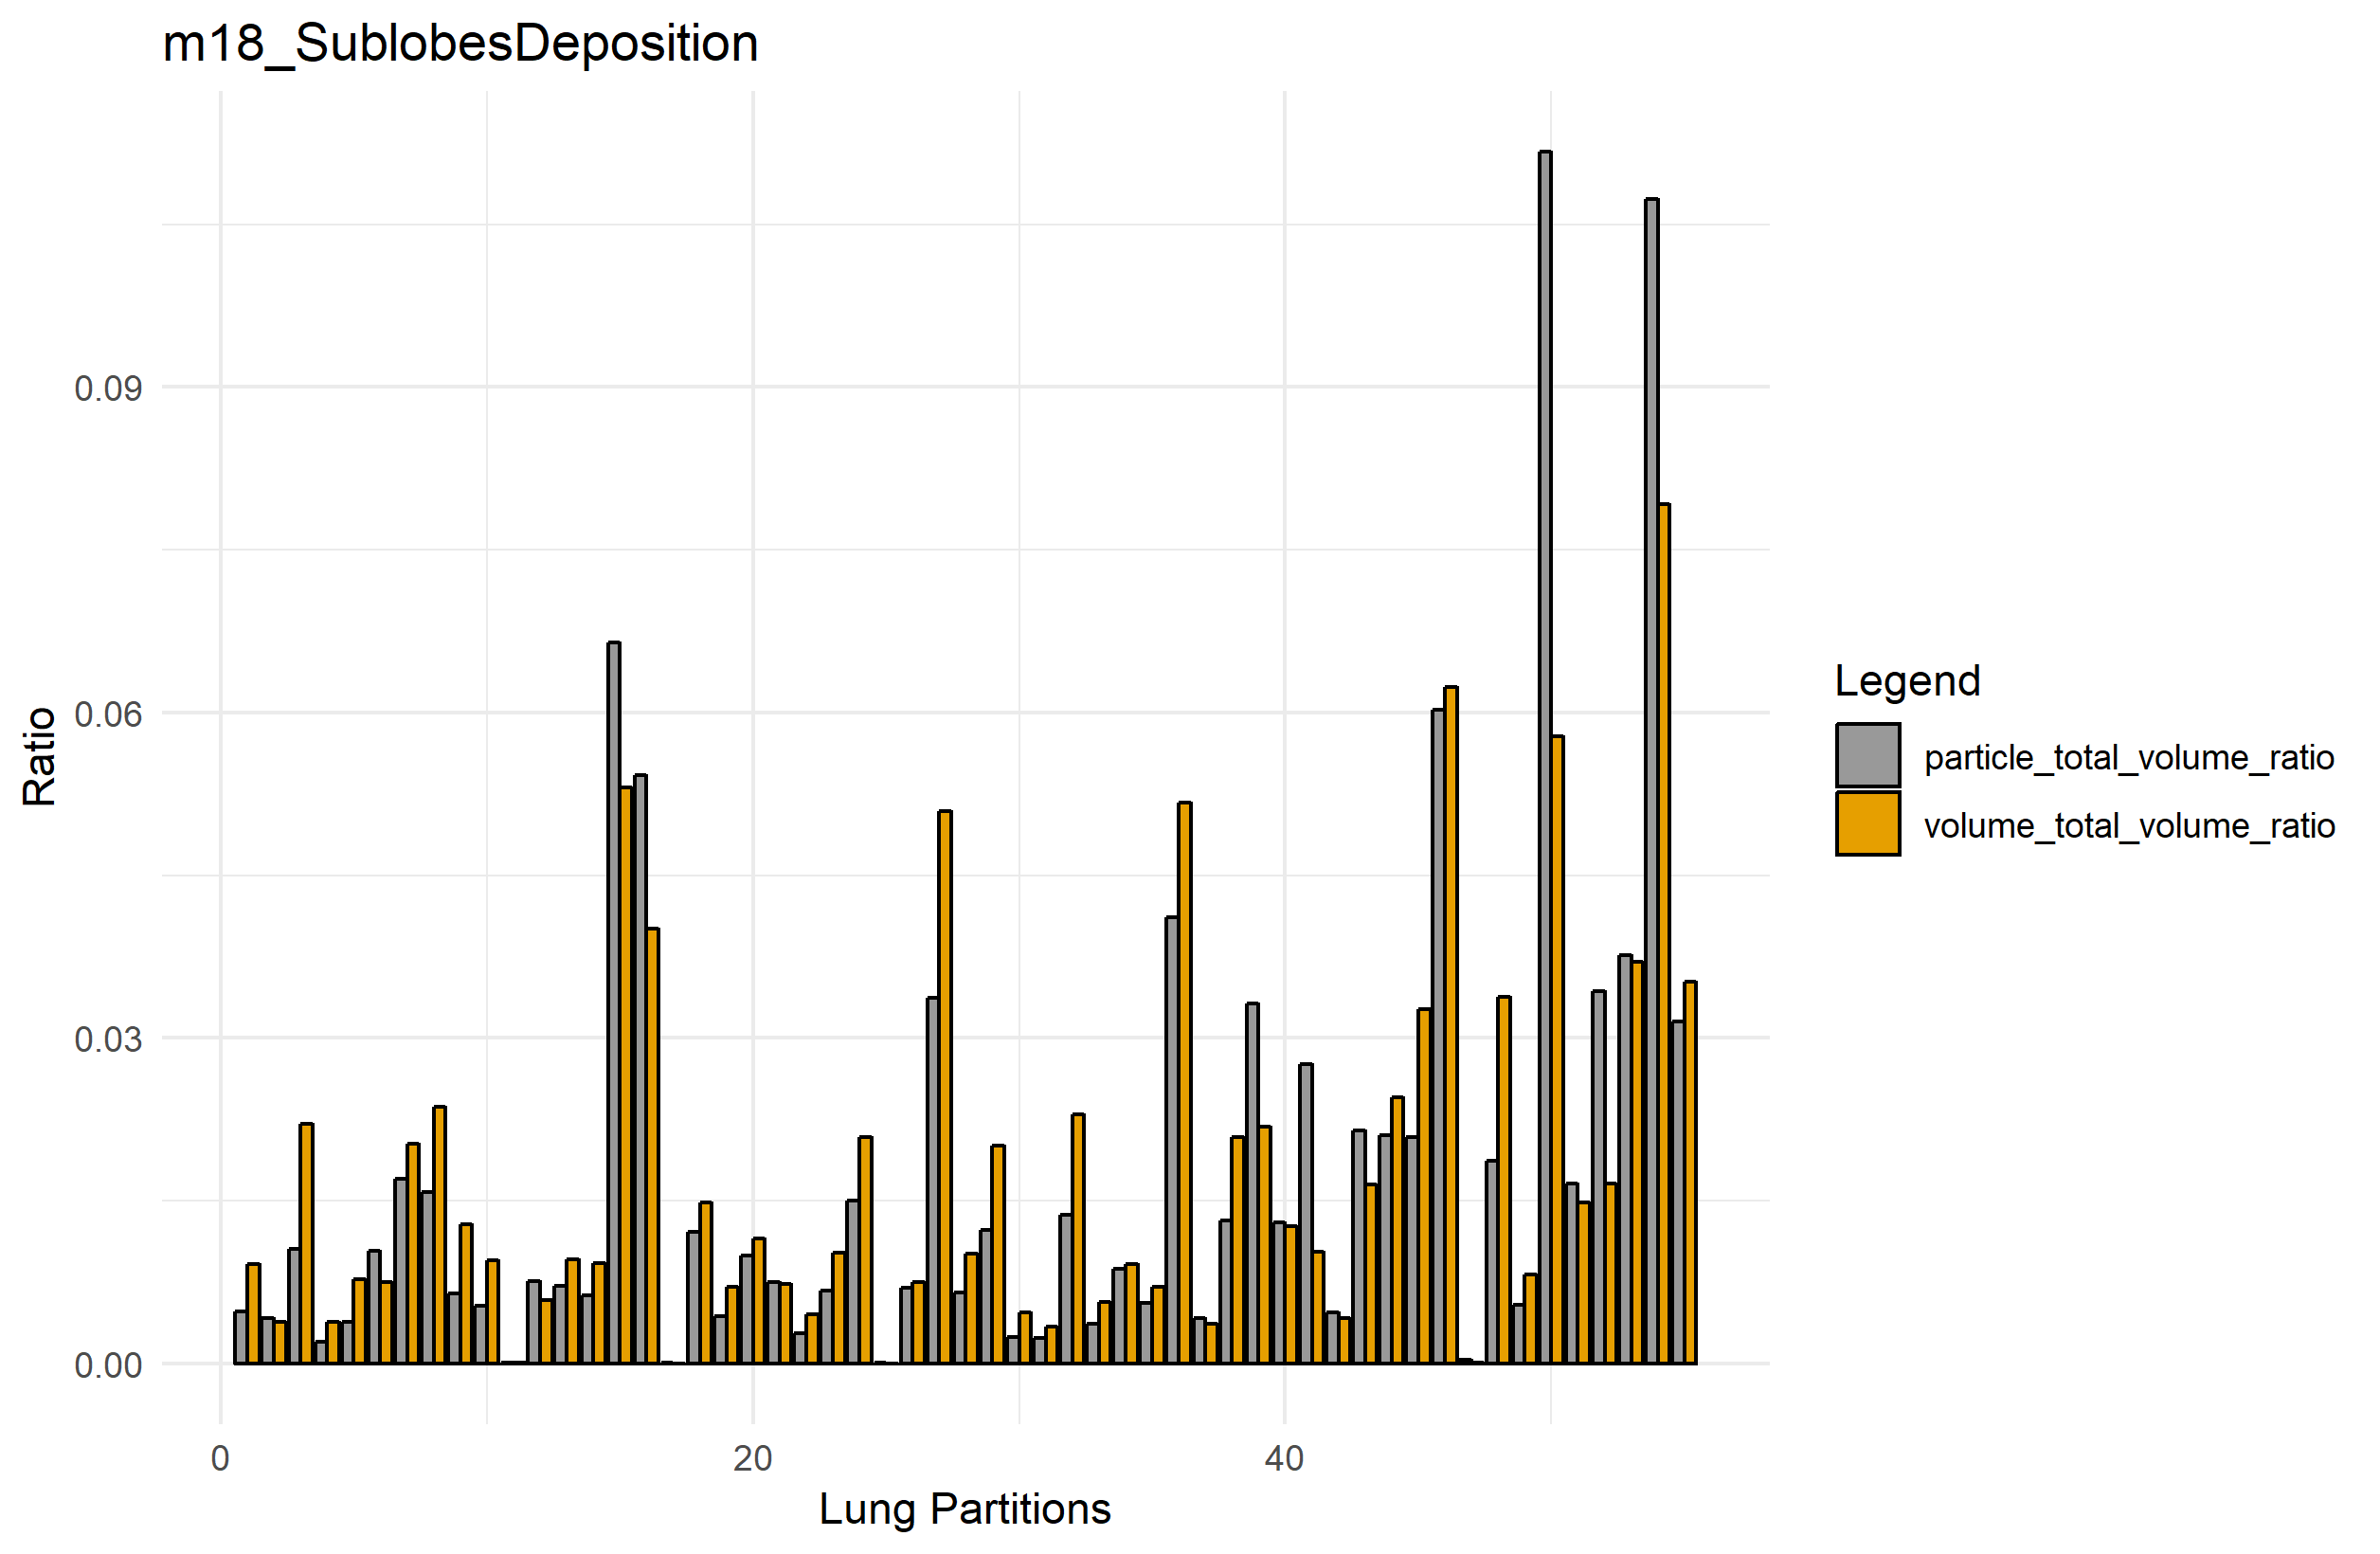 m18_SublobesDeposition
0.09
0.06
0.03
0.00
Ratio
0 20 40
Lung Partitions
Legend
particle_total_volume_ratio
volume_total_volume_ratio